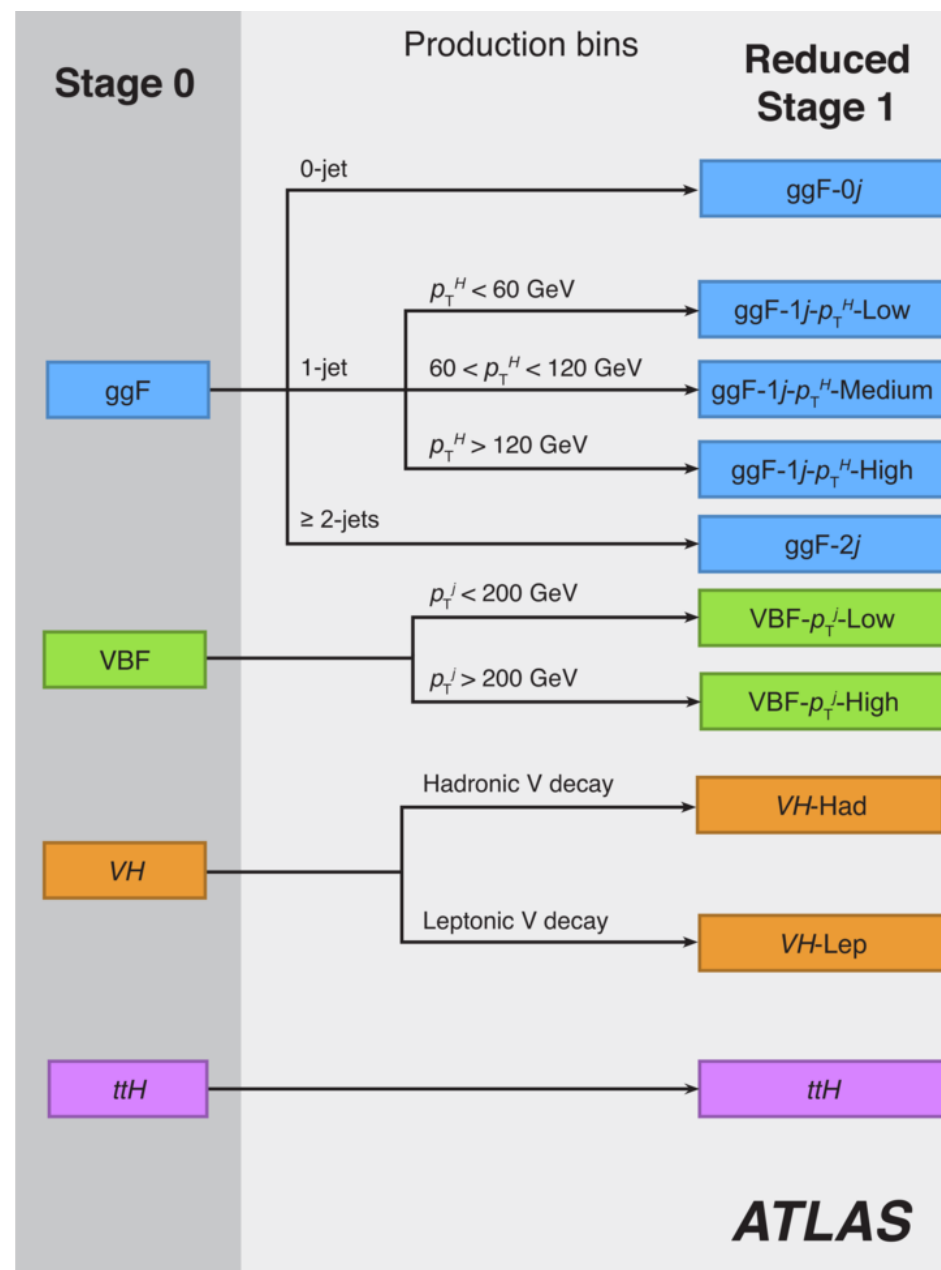 Production bins
Stage 0
Reduced
Stage 1
0-jet
ggF-0j
p_T^H < 60 GeV
ggF-1j-p_T^H-Low
ggF
1-jet
60 < p_T^H < 120 GeV
ggF-1j-p_T^H-Medium
p_T^H > 120 GeV
ggF-1j-p_T^H-High
≥ 2-jets
ggF-2j
p_T^j < 200 GeV
VBF-p_T^j-Low
VBF
p_T^j > 200 GeV
VBF-p_T^j-High
Hadronic V decay
VH-Had
VH
Leptonic V decay
VH-Lep
ttH
ttH
ATLAS